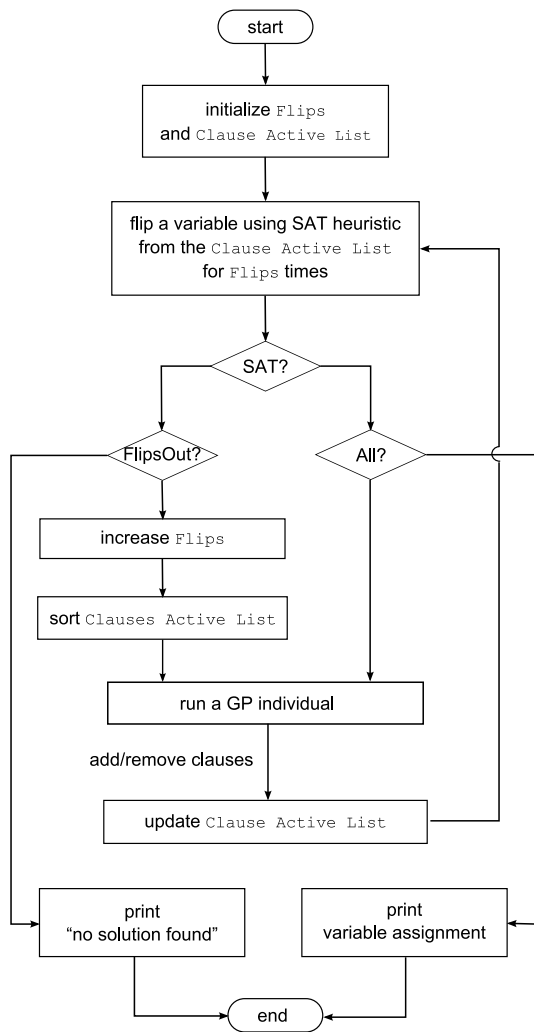 start
initialize Flips
and Clause Active List
flip a variable using SAT heuristic
from the Clause Active List
for Flips times
SAT?
FlipsOut?
All?
increase Flips
sort Clauses Active List
run a GP individual
add/remove clauses
update Clause Active List
print
“no solution found”
print
variable assignment
end